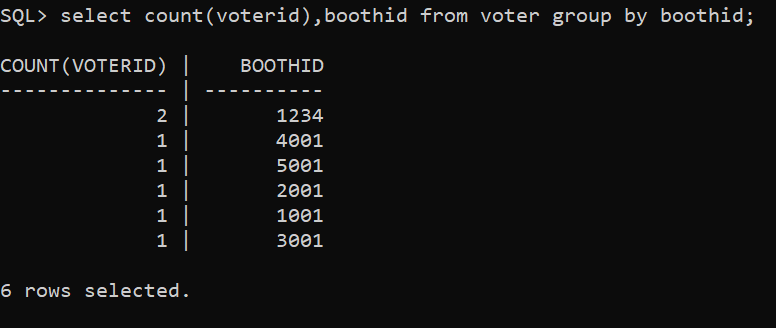 SQL> select count(voterid),boothid from voter group by boothid;
COUNT(VOTERID) |    BOOTHID
-------------- | ----------
             2 |       1234
             1 |       4001
             1 |       5001
             1 |       2001
             1 |       1001
             1 |       3001
6 rows selected.